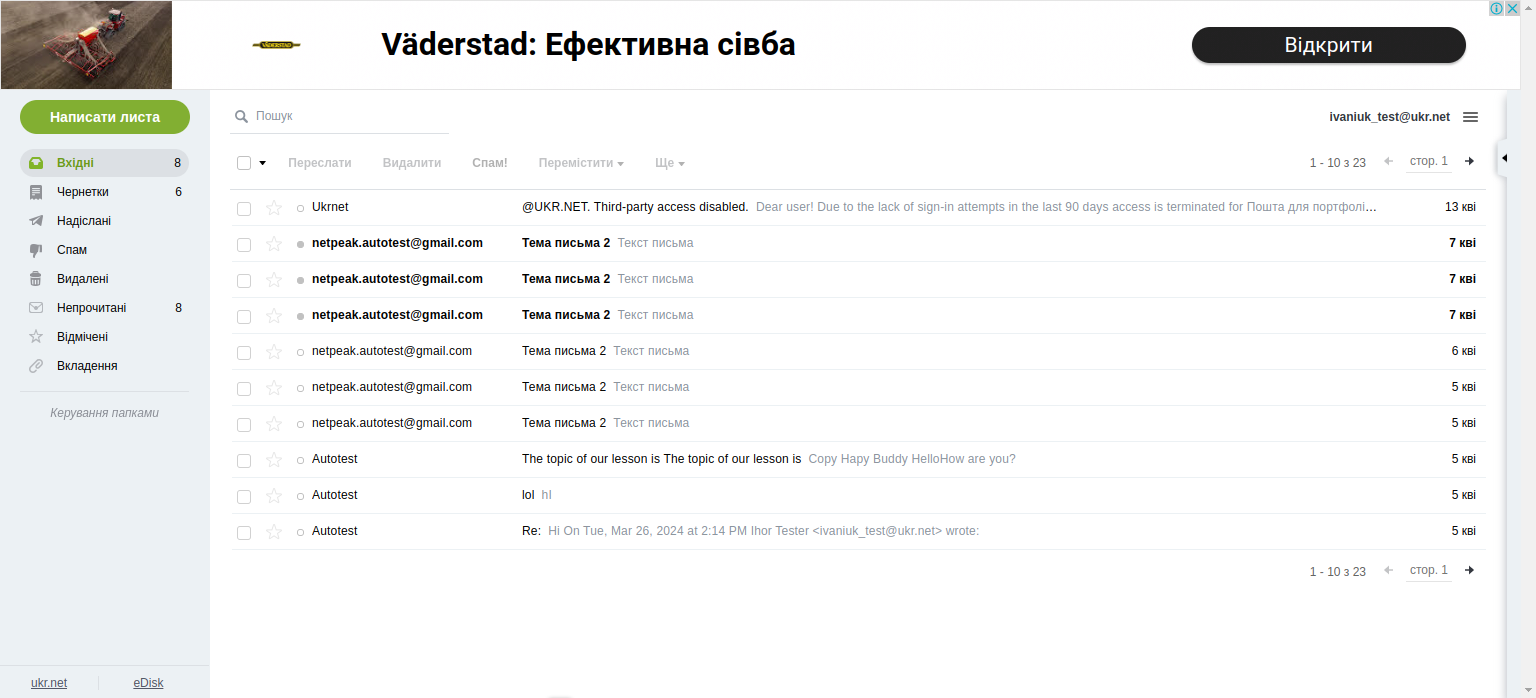 VÄDERSTAD
Väderstad: Ефективна сівба
Відкрити
Написати листа
Вхідні 8
Чернетки 6
Надіслані
Спам
Видалені
Непрочитані 8
Відмічені
Вкладення
Керування папками
ukr.net eDisk
Пошук
ivaniuk_test@ukr.net
Переслати Видалити Спам! Перемістити Ще 1 - 10 з 23 стор. 1
Ukrnet @UKR.NET. Third-party access disabled. Dear user! Due to the lack of sign-in attempts in the last 90 days access is terminated for Пошта для портфолі... 13 кві
netpeak.autotest@gmail.com Тема письма 2 Текст письма 7 кві
netpeak.autotest@gmail.com Тема письма 2 Текст письма 7 кві
netpeak.autotest@gmail.com Тема письма 2 Текст письма 7 кві
netpeak.autotest@gmail.com Тема письма 2 Текст письма 6 кві
netpeak.autotest@gmail.com Тема письма 2 Текст письма 5 кві
netpeak.autotest@gmail.com Тема письма 2 Текст письма 5 кві
Autotest The topic of our lesson is The topic of our lesson is Copy Hapy Buddy HelloHow are you? 5 кві
Autotest lol hI 5 кві
Autotest Re: Hi On Tue, Mar 26, 2024 at 2:14 PM Ihor Tester <ivaniuk_test@ukr.net> wrote: 5 кві
1 - 10 з 23 стор. 1